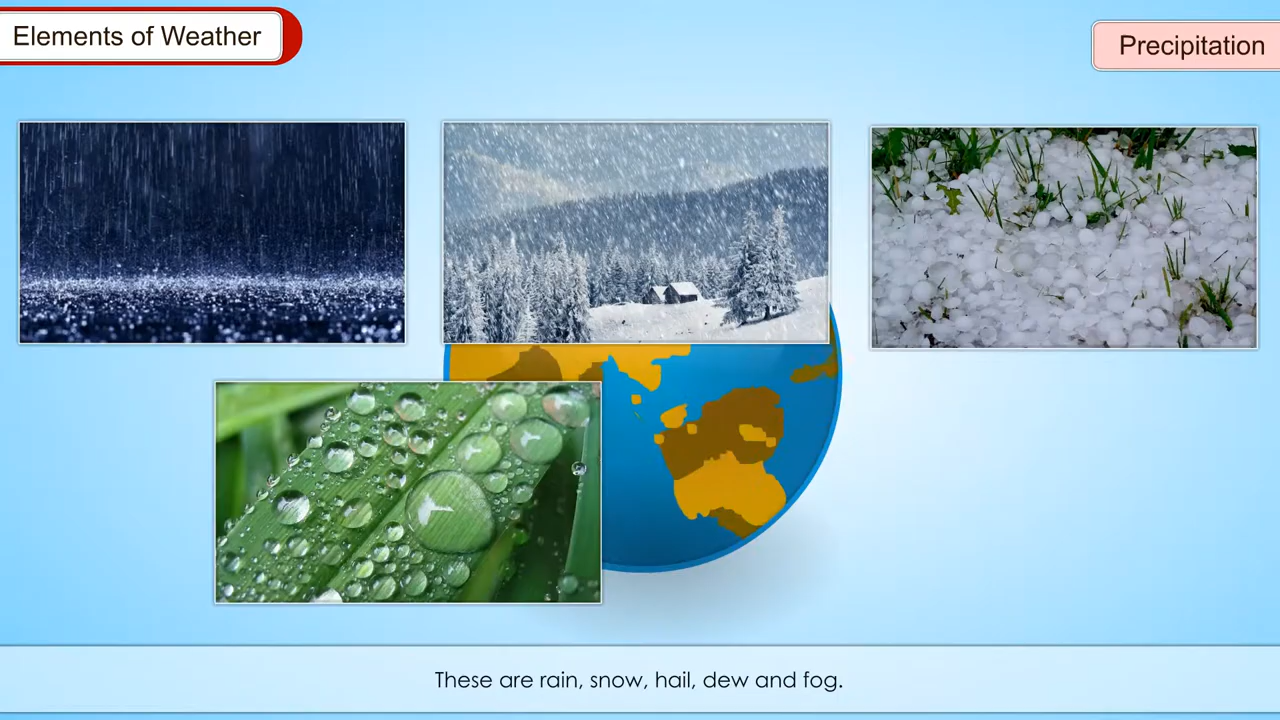 Elements of Weather
Precipitation
These are rain, snow, hail, dew and fog.